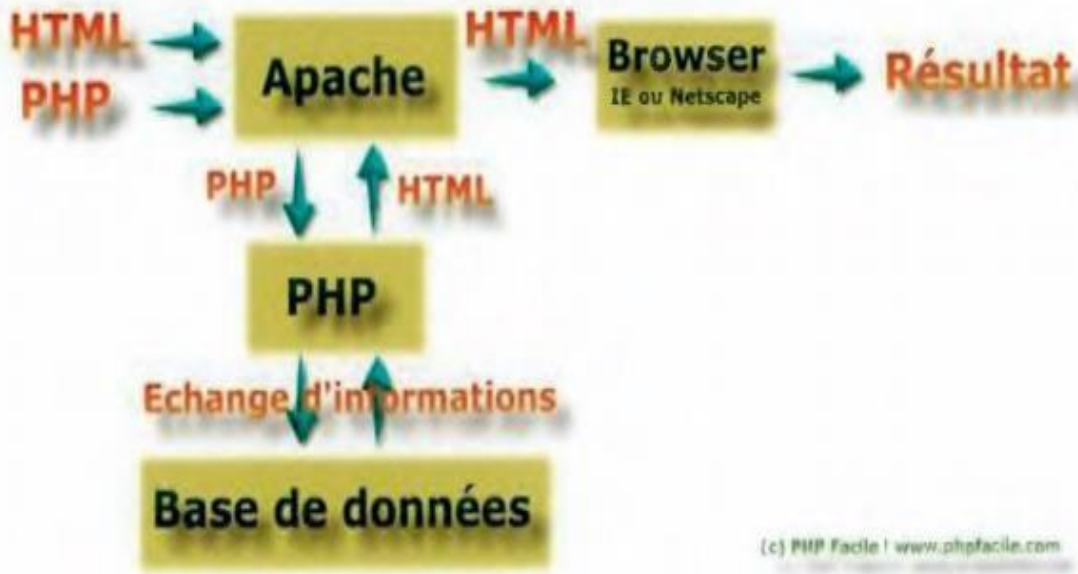 HTML
PHP
Apache
HTML
Browser
IE ou Netscape
Résultat
PHP
HTML
PHP
Echange d'informations
Base de données
(c) PHP Facile ! www.phpfacile.com